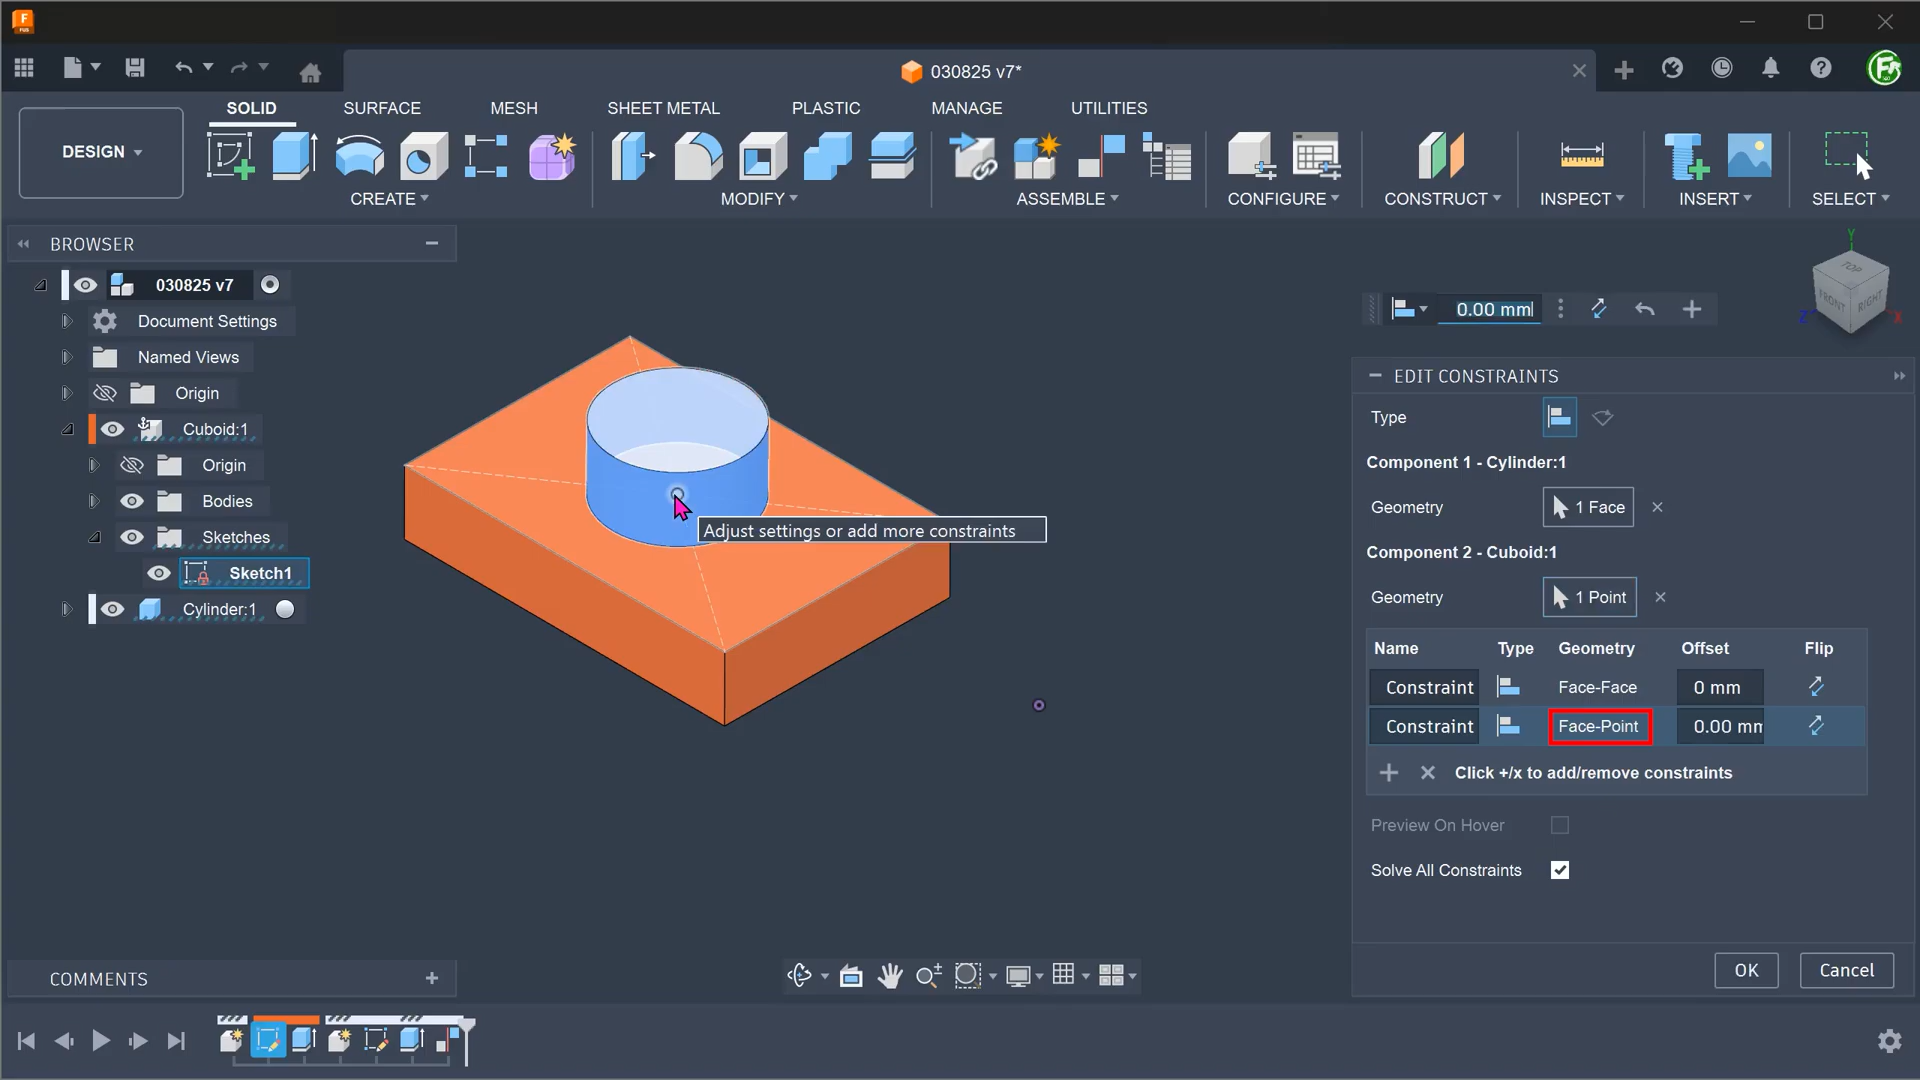 030825 v7*
DESIGN
SOLID
SURFACE
MESH
SHEET METAL
PLASTIC
MANAGE
UTILITIES
CREATE
MODIFY
ASSEMBLE
CONFIGURE
CONSTRUCT
INSPECT
INSERT
SELECT
BROWSER
030825 v7
Document Settings
Named Views
Origin
Cuboid:1
Origin
Bodies
Sketches
Sketch1
Cylinder:1
Adjust settings or add more constraints
Y
TOP
FRONT
RIGHT
Z
X
0.00 mm
EDIT CONSTRAINTS
Type
Component 1 - Cylinder:1
Geometry
1 Face
Component 2 - Cuboid:1
Geometry
1 Point
Name Type Geometry Offset Flip
Constraint Face-Face 0 mm
Constraint Face-Point 0.00 mm
Click +/x to add/remove constraints
Preview On Hover
Solve All Constraints
OK
Cancel
COMMENTS